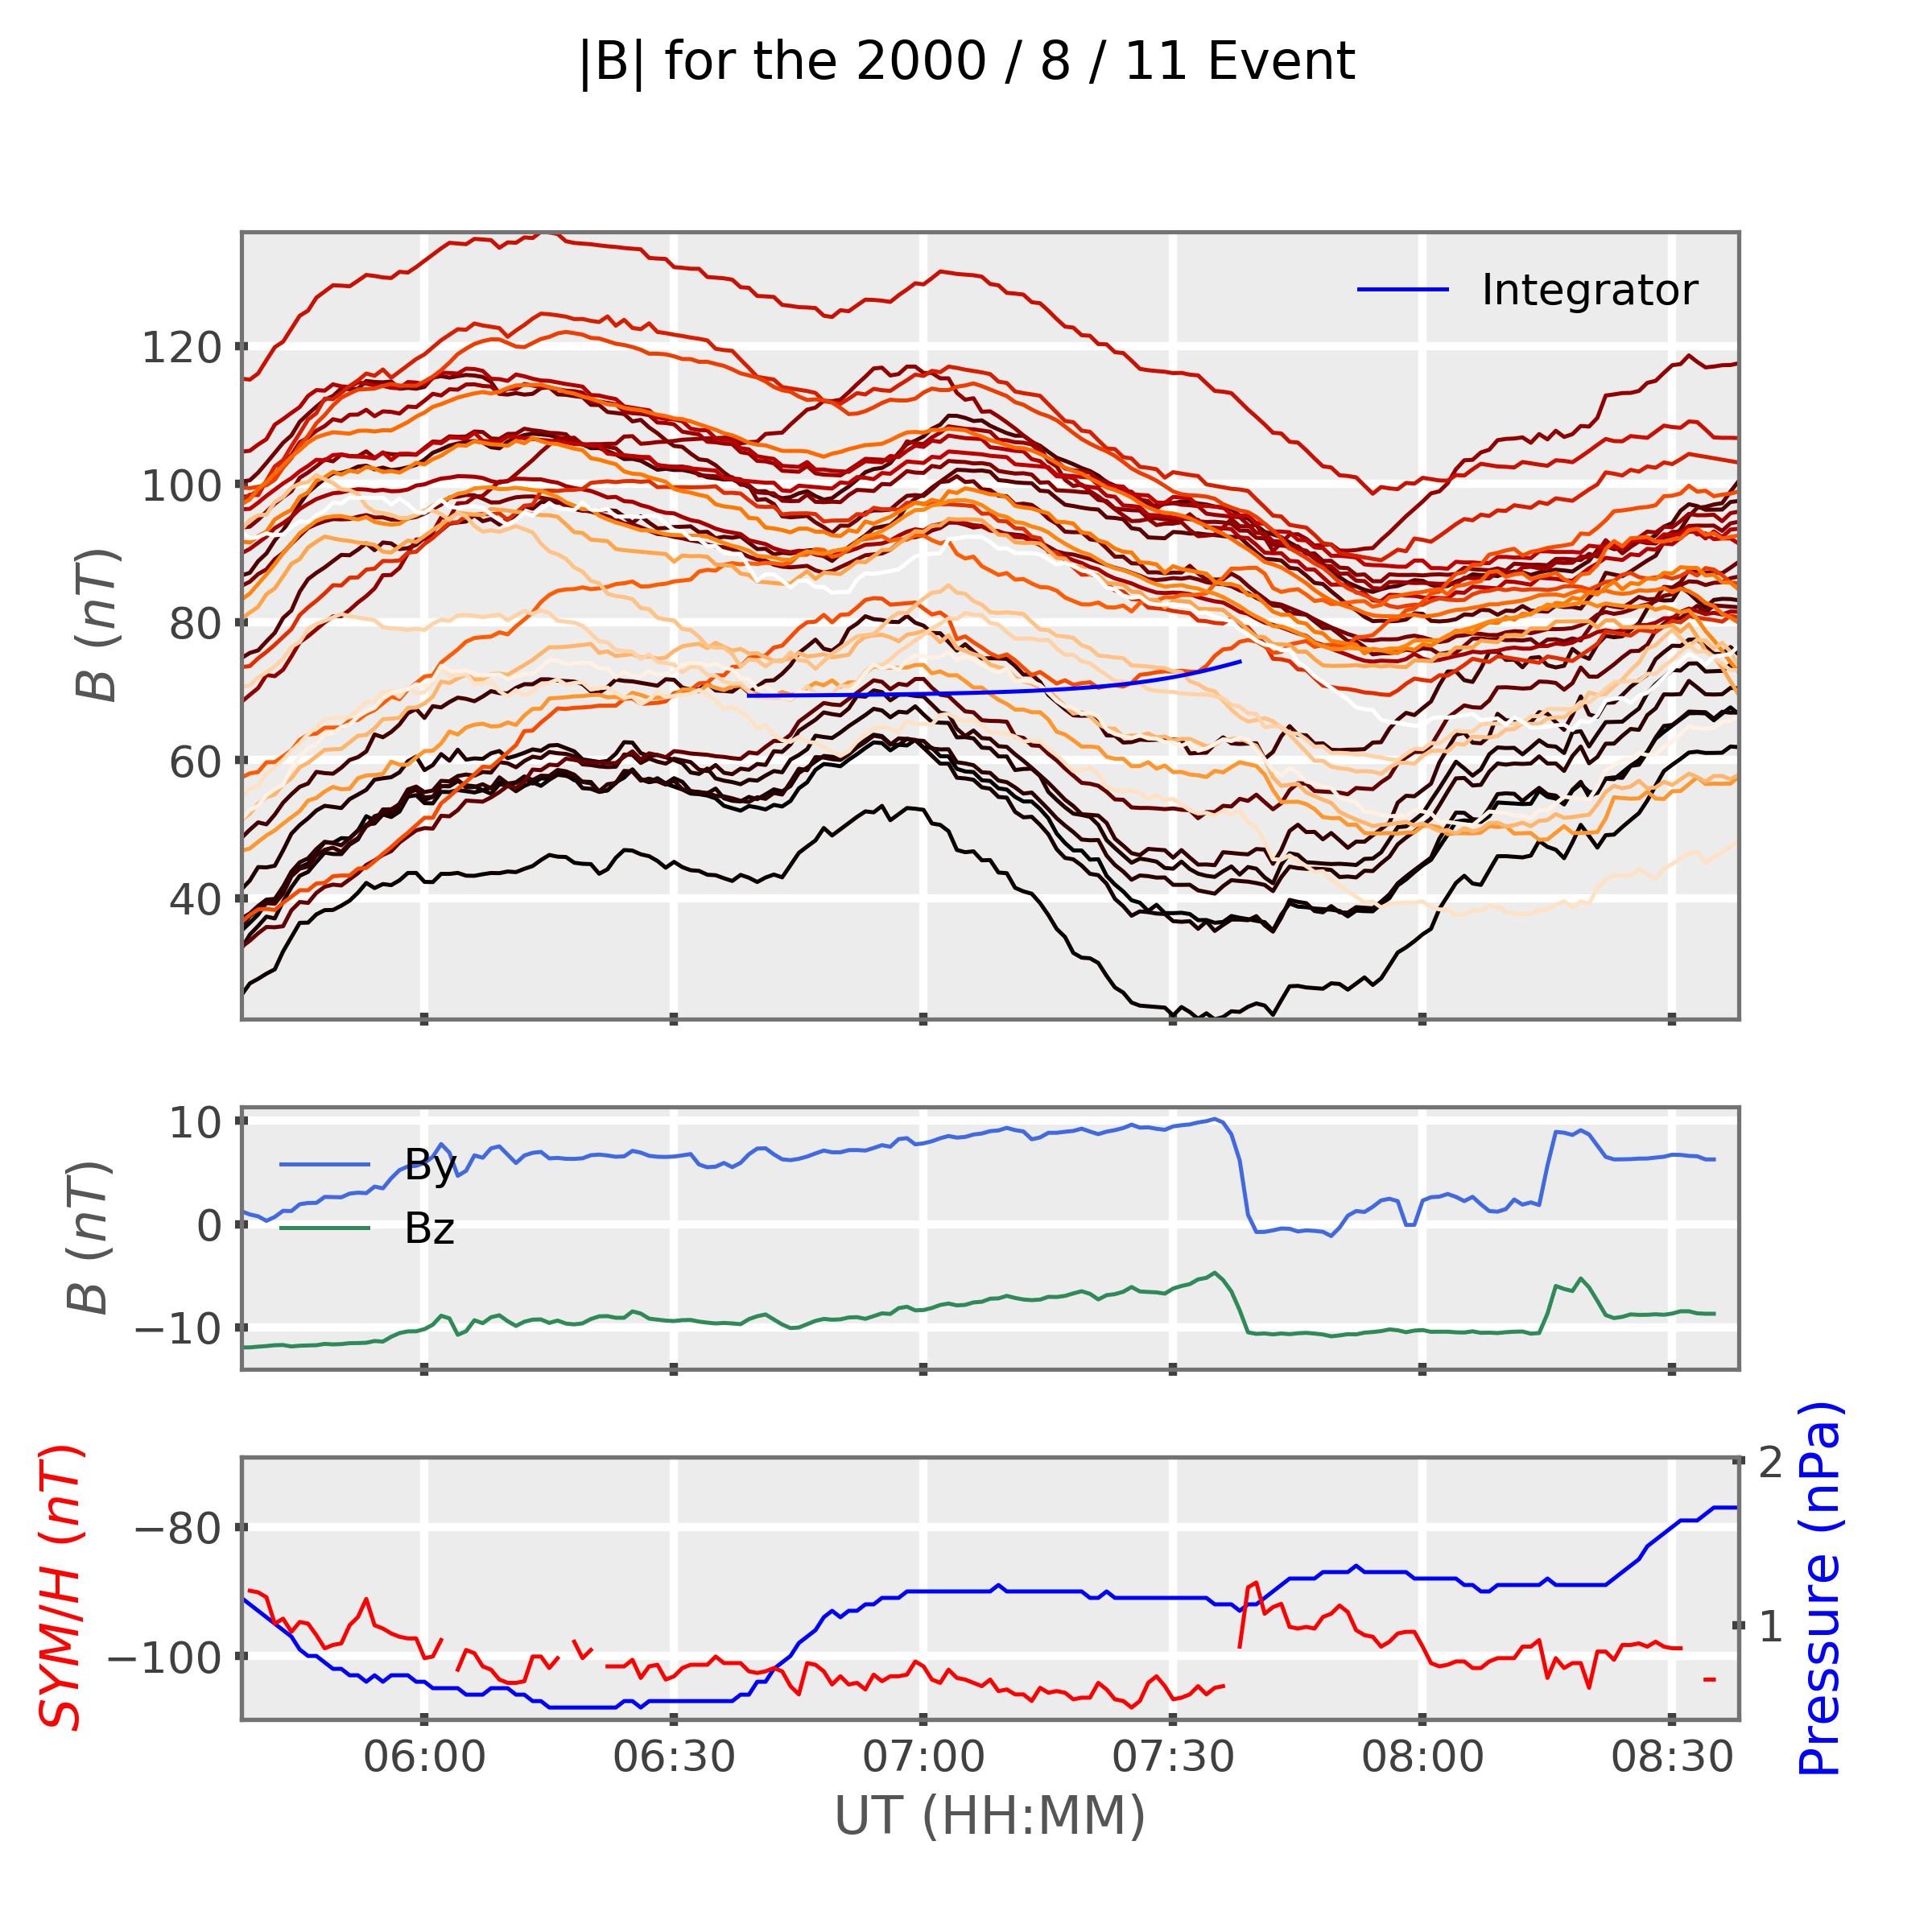 |B| for the 2000 / 8 / 11 Event
B (nT)
120
100
80
60
40
Integrator
B (nT)
10
0
−10
By
Bz
SYM/H (nT)
−80
−100
2
1
Pressure (nPa)
06:00 06:30 07:00 07:30 08:00 08:30
UT (HH:MM)